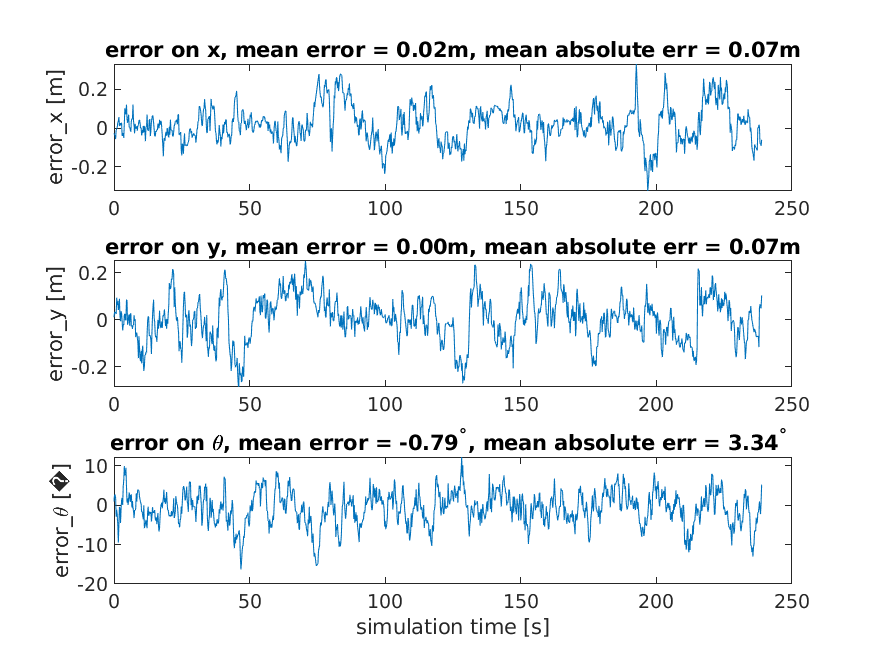 error on x, mean error = 0.02m, mean absolute err = 0.07m
error_x [m]
0.2
0
-0.2
0 50 100 150 200 250
error on y, mean error = 0.00m, mean absolute err = 0.07m
error_y [m]
0.2
0
-0.2
0 50 100 150 200 250
error on θ, mean error = -0.79°, mean absolute err = 3.34°
error_θ [�]
10
0
-10
-20
0 50 100 150 200 250
simulation time [s]